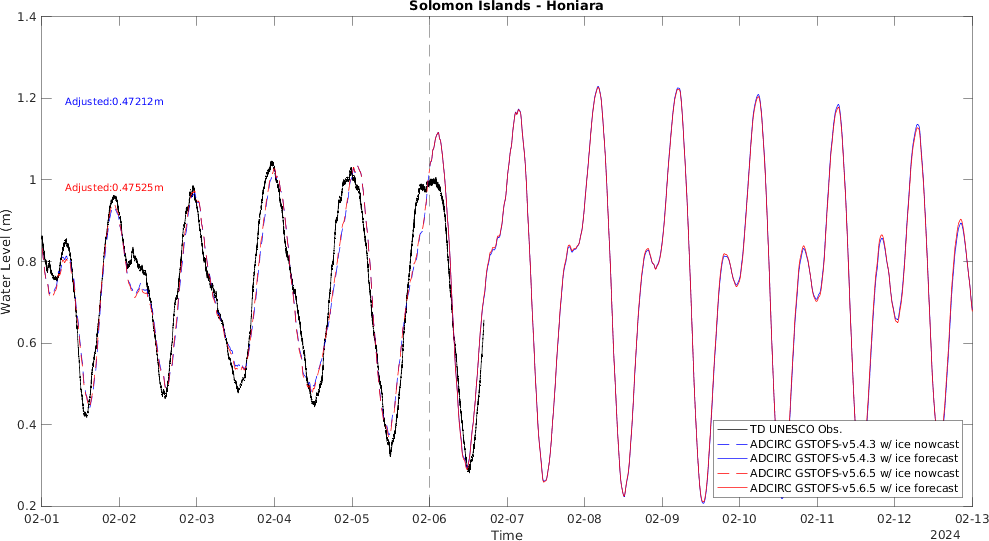 Solomon Islands - Honiara
1.4
1.2
1
0.8
0.6
0.4
0.2
Water Level (m)
Adjusted:0.47212m
Adjusted:0.47525m
TD UNESCO Obs.
ADCIRC GSTOFS-v5.4.3 w/ ice nowcast
ADCIRC GSTOFS-v5.4.3 w/ ice forecast
ADCIRC GSTOFS-v5.6.5 w/ ice nowcast
ADCIRC GSTOFS-v5.6.5 w/ ice forecast
02-01 02-02 02-03 02-04 02-05 02-06 02-07 02-08 02-09 02-10 02-11 02-12 02-13
Time
2024